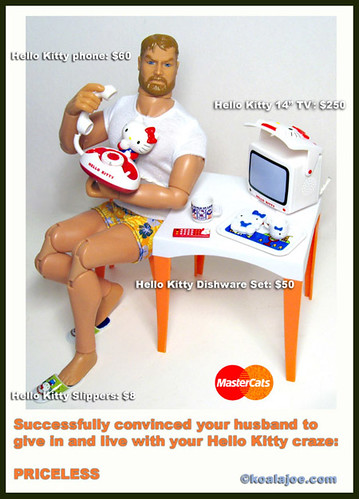 Hello Kitty phone: $60
Hello Kitty 14" TV: $250
HELLO KITTY
Hello Kitty Dishware Set: $50
MasterCats
Hello Kitty Slippers: $8
Successfully convinced your husband to
give in and live with your Hello Kitty craze:
PRICELESS
©koalajoe.com